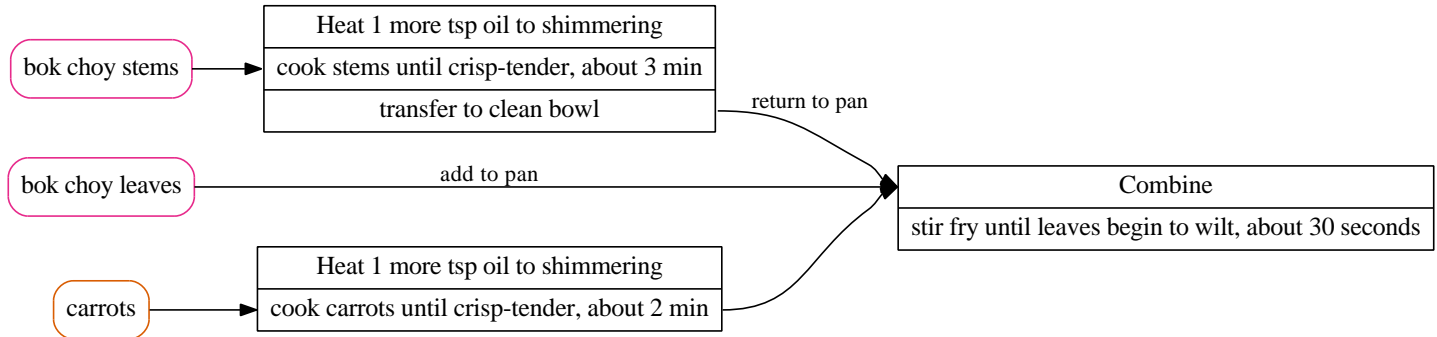 bok choy stems
Heat 1 more tsp oil to shimmering
cook stems until crisp-tender, about 3 min
transfer to clean bowl
return to pan
bok choy leaves
add to pan
Combine
stir fry until leaves begin to wilt, about 30 seconds
carrots
Heat 1 more tsp oil to shimmering
cook carrots until crisp-tender, about 2 min